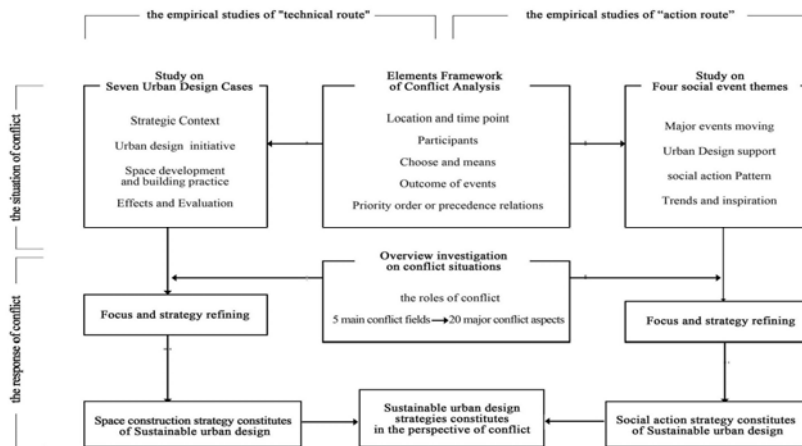 the empirical studies of "technical route"
the empirical studies of “action route”
the situation of conflict
Study on
Seven Urban Design Cases
Strategic Context
Urban design initiative
Space development
and building practice
Effects and Evaluation
Elements Framework
of Conflict Analysis
Location and time point
Participants
Choose and means
Outcome of events
Priority order or precedence relations
Study on
Four social event themes
Major events moving
Urban Design support
social action Pattern
Trends and inspiration
the response of conflict
Overview investigation
on conflict situations
the roles of conflict
5 main conflict fields → 20 major conflict aspects
Focus and strategy refining
Focus and strategy refining
Space construction strategy constitutes
of Sustainable urban design
Sustainable urban design
strategies constitutes
in the perspective of conflict
Social action strategy constitutes
of Sustainable urban design